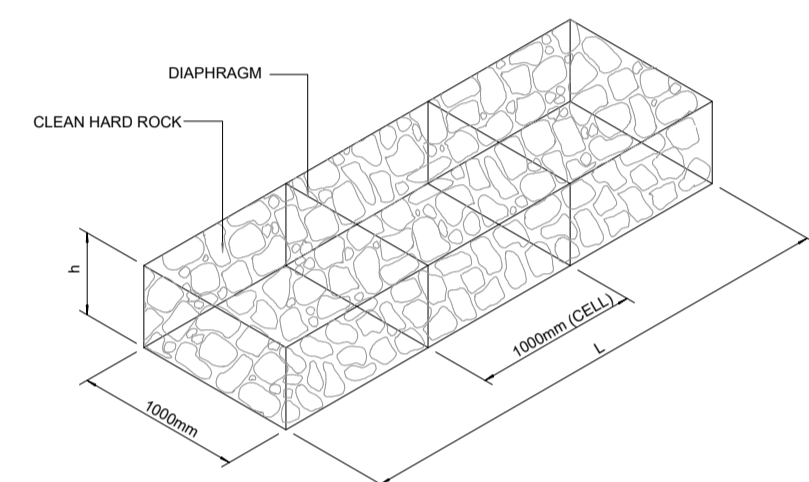 DIAPHRAGM
CLEAN HARD ROCK
h
1000mm (CELL)
L
1000mm